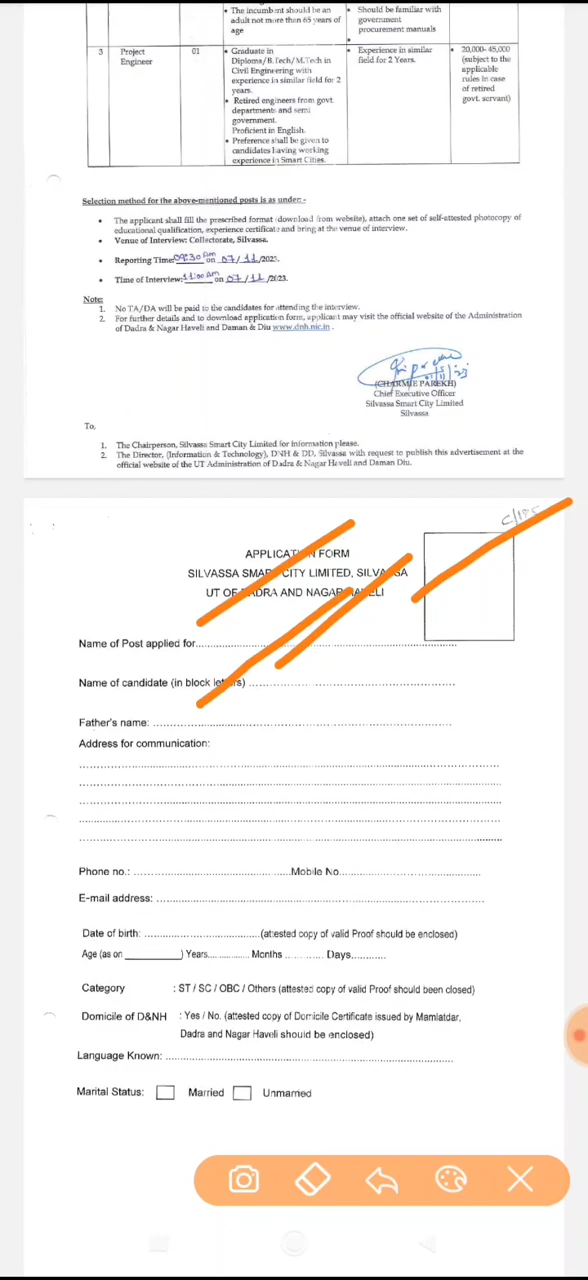 • The incumbent should be an
adult not more than 65 years of
age
• Should be familiar with
government
procurement manuals
•
3
Project
Engineer
01
• Graduate in
Diploma/B.Tech/M.Tech in
Civil Engineering with
experience in similar field for 2
years.
• Retired engineers from govt.
departments and semi
government.
Proficient in English.
• Preference shall be given to
candidates having working
experience in Smart Cities.
• Experience in similar
field for 2 Years.
• 20,000- 45,000
(subject to the
applicable
rules in case
of retired
govt. servant)
Selection method for the above-mentioned posts is as under:-
• The applicant shall fill the prescribed format (download from website), attach one set of self-attested photocopy of
educational qualification, experience certificate and bring at the venue of interview.
• Venue of Interview: Collectorate, Silvassa.
• Reporting Time: 09:30 Am on 07/11/2023.
• Time of Interview: 11:00 Am on 07/11/2023.
Note:
1. No TA/DA will be paid to the candidates for attending the interview.
2. For further details and to download application form, applicant may visit the official website of the Administration
of Dadra & Nagar Haveli and Daman & Diu www.dnh.nic.in .
(CHARMIE PAREKH)
Chief Executive Officer
Silvassa Smart City Limited
Silvassa
To,
1. The Chairperson, Silvassa Smart City Limited for information please.
2. The Director, (Information & Technology), DNH & DD, Silvassa with request to publish this advertisement at the
official website of the UT Administration of Dadra & Nagar Haveli and Daman Diu.
APPLICATION FORM
SILVASSA SMART CITY LIMITED, SILVASSA
UT OF DADRA AND NAGAR HAVELI
Name of Post applied for
Name of candidate (in block letters)
Father's name:
Address for communication:
Phone no.: Mobile No
E-mail address:
Date of birth: (attested copy of valid Proof should be enclosed)
Age (as on ________) Years Months Days
Category : ST / SC / OBC / Others (attested copy of valid Proof should been closed)
Domicile of D&NH : Yes / No. (attested copy of Domicile Certificate issued by Mamlatdar,
Dadra and Nagar Haveli should be enclosed)
Language Known:
Marital Status: Married Unmarried